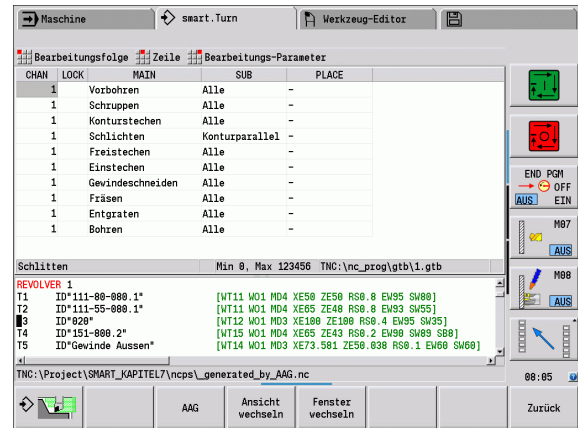 Maschine smart.Turn Werkzeug-Editor
Bearbeitungsfolge Zeile Bearbeitungs-Parameter
CHAN LOCK MAIN SUB PLACE
1 Vorbohren Alle -
1 Schruppen Alle -
1 Konturstechen Alle -
1 Schlichten Konturparallel -
1 Freistechen Alle -
1 Einstechen Alle -
1 Gewindeschneiden Alle -
1 Fräsen Alle -
1 Entgraten Alle -
1 Bohren Alle -
Schlitten Min 0, Max 123456 TNC:\nc_prog\gtb\1.gtb
REVOLVER 1
T1 ID"111-80-080.1" [WT11 WO1 MD4 XE50 ZE50 RS0.8 EW95 SW80]
T2 ID"111-55-080.1" [WT11 WO1 MD4 XE65 ZE48 RS0.8 EW93 SW55]
3 ID"029" [WT12 WO1 MD3 XE100 ZE100 RS0.4 EW95 SW35]
T4 ID"151-800.2" [WT15 WO1 MD4 XE65 ZE43 RS0.2 EW90 SW89 SB8]
T5 ID"Gewinde Aussen" [WT14 WO1 MD3 XE73.581 ZE50.038 RS0.1 EW60 SW60]
TNC:\Project\SMART_KAPITEL7\ncps\_generated_by_AAG.nc
AAG
Ansicht
wechseln
Fenster
wechseln
Zurück
END PGM
OFF
AUS EIN
M07
AUS
M08
AUS
08:05